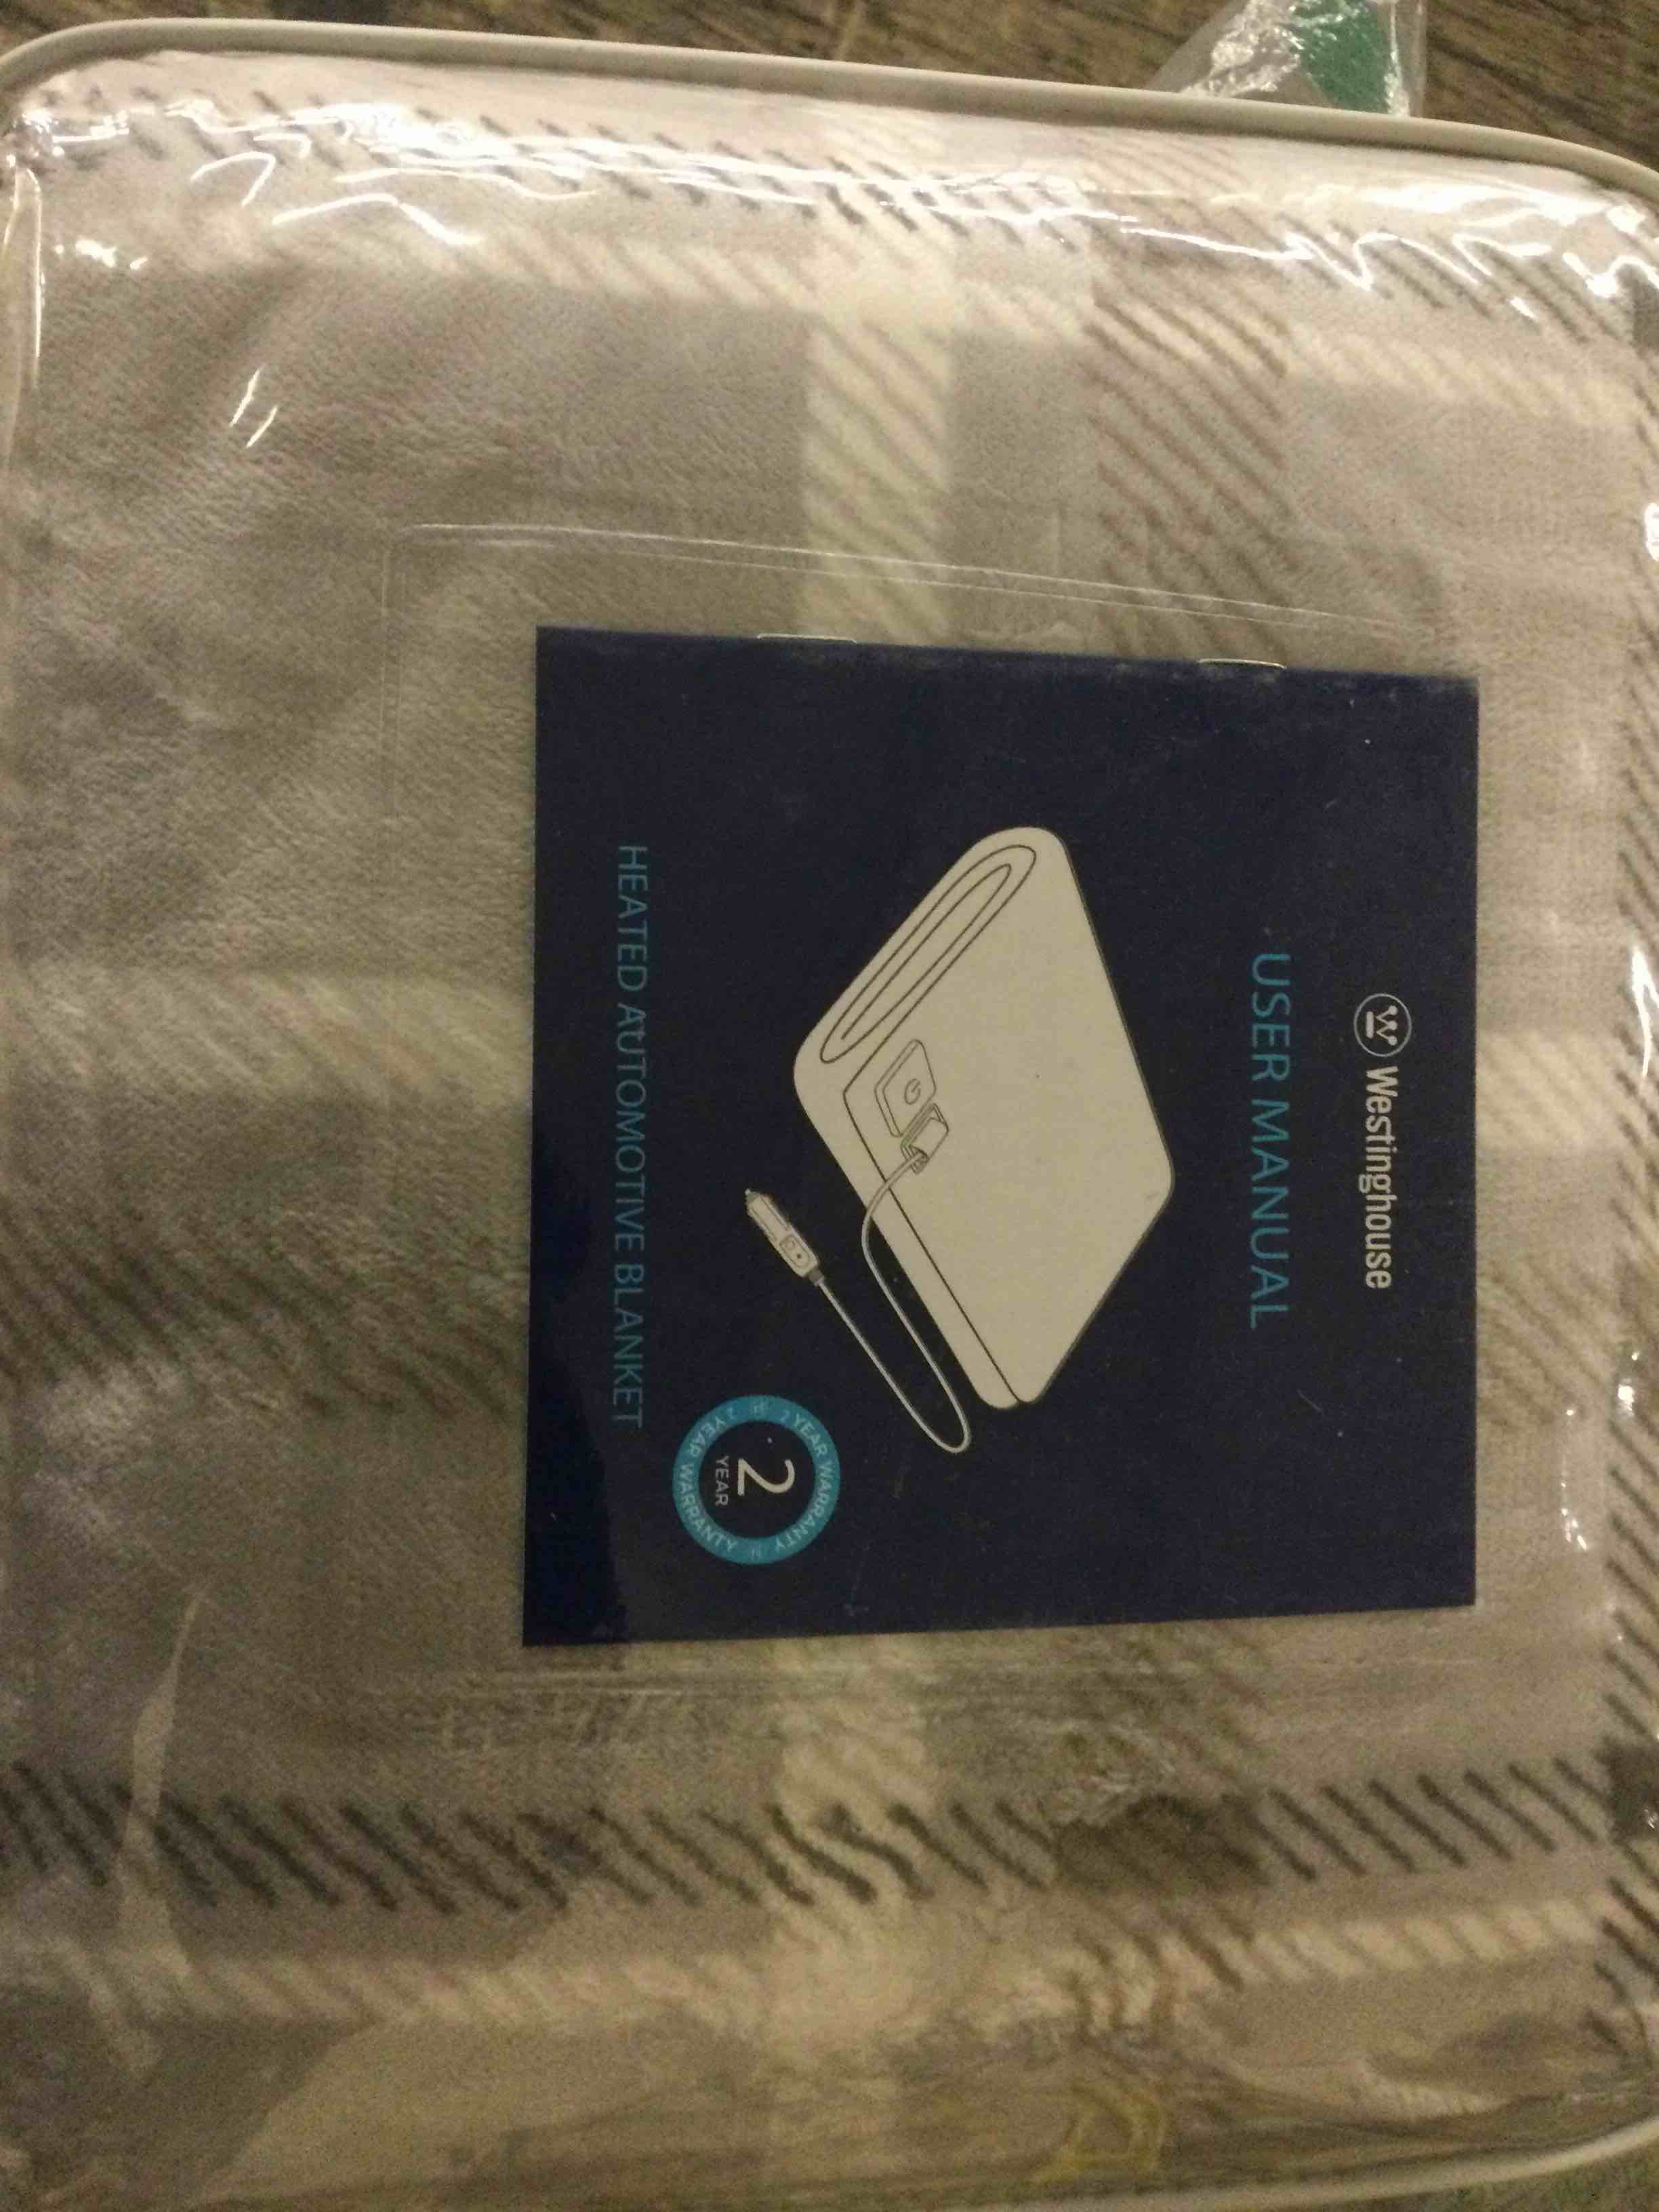 Westinghouse
USER MANUAL
2 YEAR WARRANTY
2 YEAR WARRANTY
2
YEAR
HEATED AUTOMOTIVE BLANKET